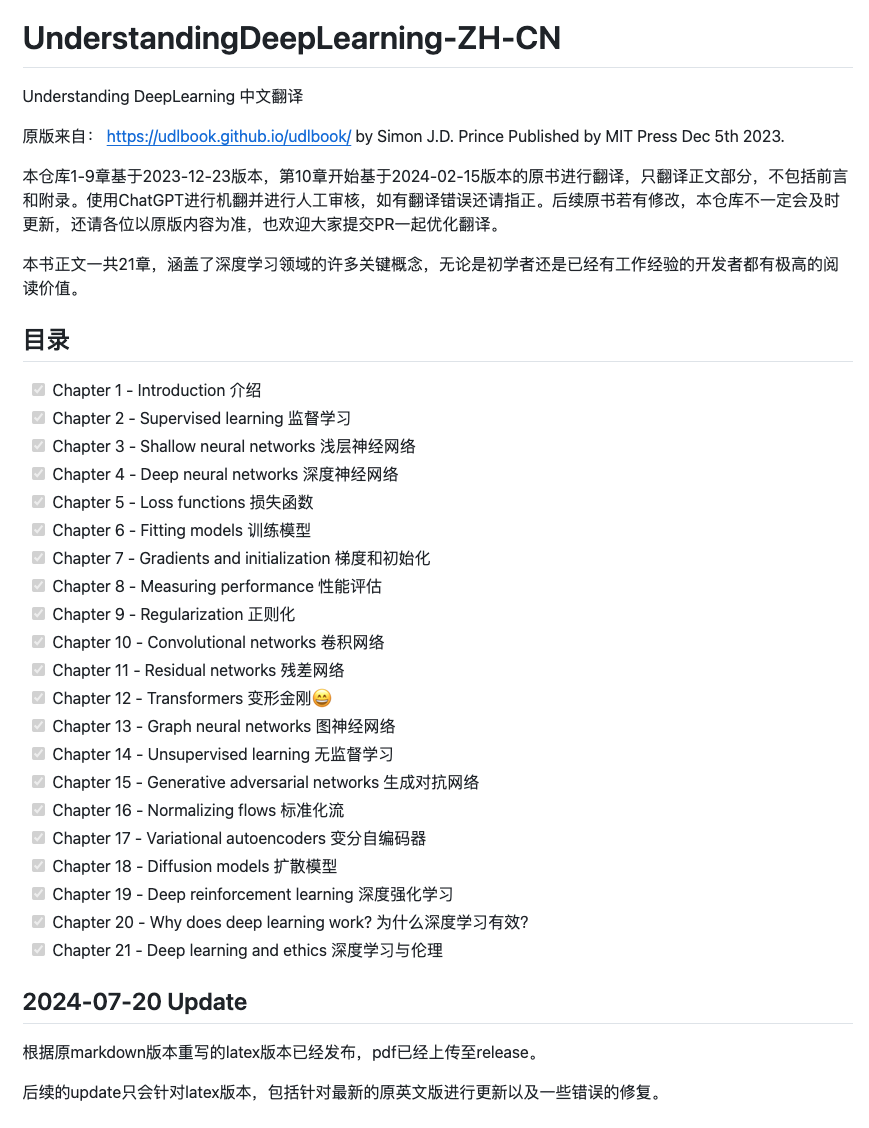 UnderstandingDeepLearning-ZH-CN
Understanding DeepLearning 中文翻译
原版来自： https://udlbook.github.io/udlbook/ by Simon J.D. Prince Published by MIT Press Dec 5th 2023.
本仓库1-9章基于2023-12-23版本，第10章开始基于2024-02-15版本的原书进行翻译，只翻译正文部分，不包括前言
和附录。使用ChatGPT进行机翻并进行人工审核，如有翻译错误还请指正。后续原书若有修改，本仓库不一定会及时
更新，还请各位以原版内容为准，也欢迎大家提交PR一起优化翻译。
本书正文一共21章，涵盖了深度学习领域的许多关键概念，无论是初学者还是已经有工作经验的开发者都有极高的阅
读价值。
目录
Chapter 1 - Introduction 介绍
Chapter 2 - Supervised learning 监督学习
Chapter 3 - Shallow neural networks 浅层神经网络
Chapter 4 - Deep neural networks 深度神经网络
Chapter 5 - Loss functions 损失函数
Chapter 6 - Fitting models 训练模型
Chapter 7 - Gradients and initialization 梯度和初始化
Chapter 8 - Measuring performance 性能评估
Chapter 9 - Regularization 正则化
Chapter 10 - Convolutional networks 卷积网络
Chapter 11 - Residual networks 残差网络
Chapter 12 - Transformers 变形金刚😄
Chapter 13 - Graph neural networks 图神经网络
Chapter 14 - Unsupervised learning 无监督学习
Chapter 15 - Generative adversarial networks 生成对抗网络
Chapter 16 - Normalizing flows 标准化流
Chapter 17 - Variational autoencoders 变分自编码器
Chapter 18 - Diffusion models 扩散模型
Chapter 19 - Deep reinforcement learning 深度强化学习
Chapter 20 - Why does deep learning work? 为什么深度学习有效?
Chapter 21 - Deep learning and ethics 深度学习与伦理
2024-07-20 Update
根据原markdown版本重写的latex版本已经发布，pdf已经上传至release。
后续的update只会针对latex版本，包括针对最新的原英文版进行更新以及一些错误的修复。